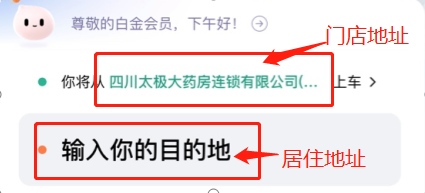 尊敬的白金会员，下午好！
门店地址
你将从 四川太极大药房连锁有限公司(... 上车
输入你的目的地
居住地址